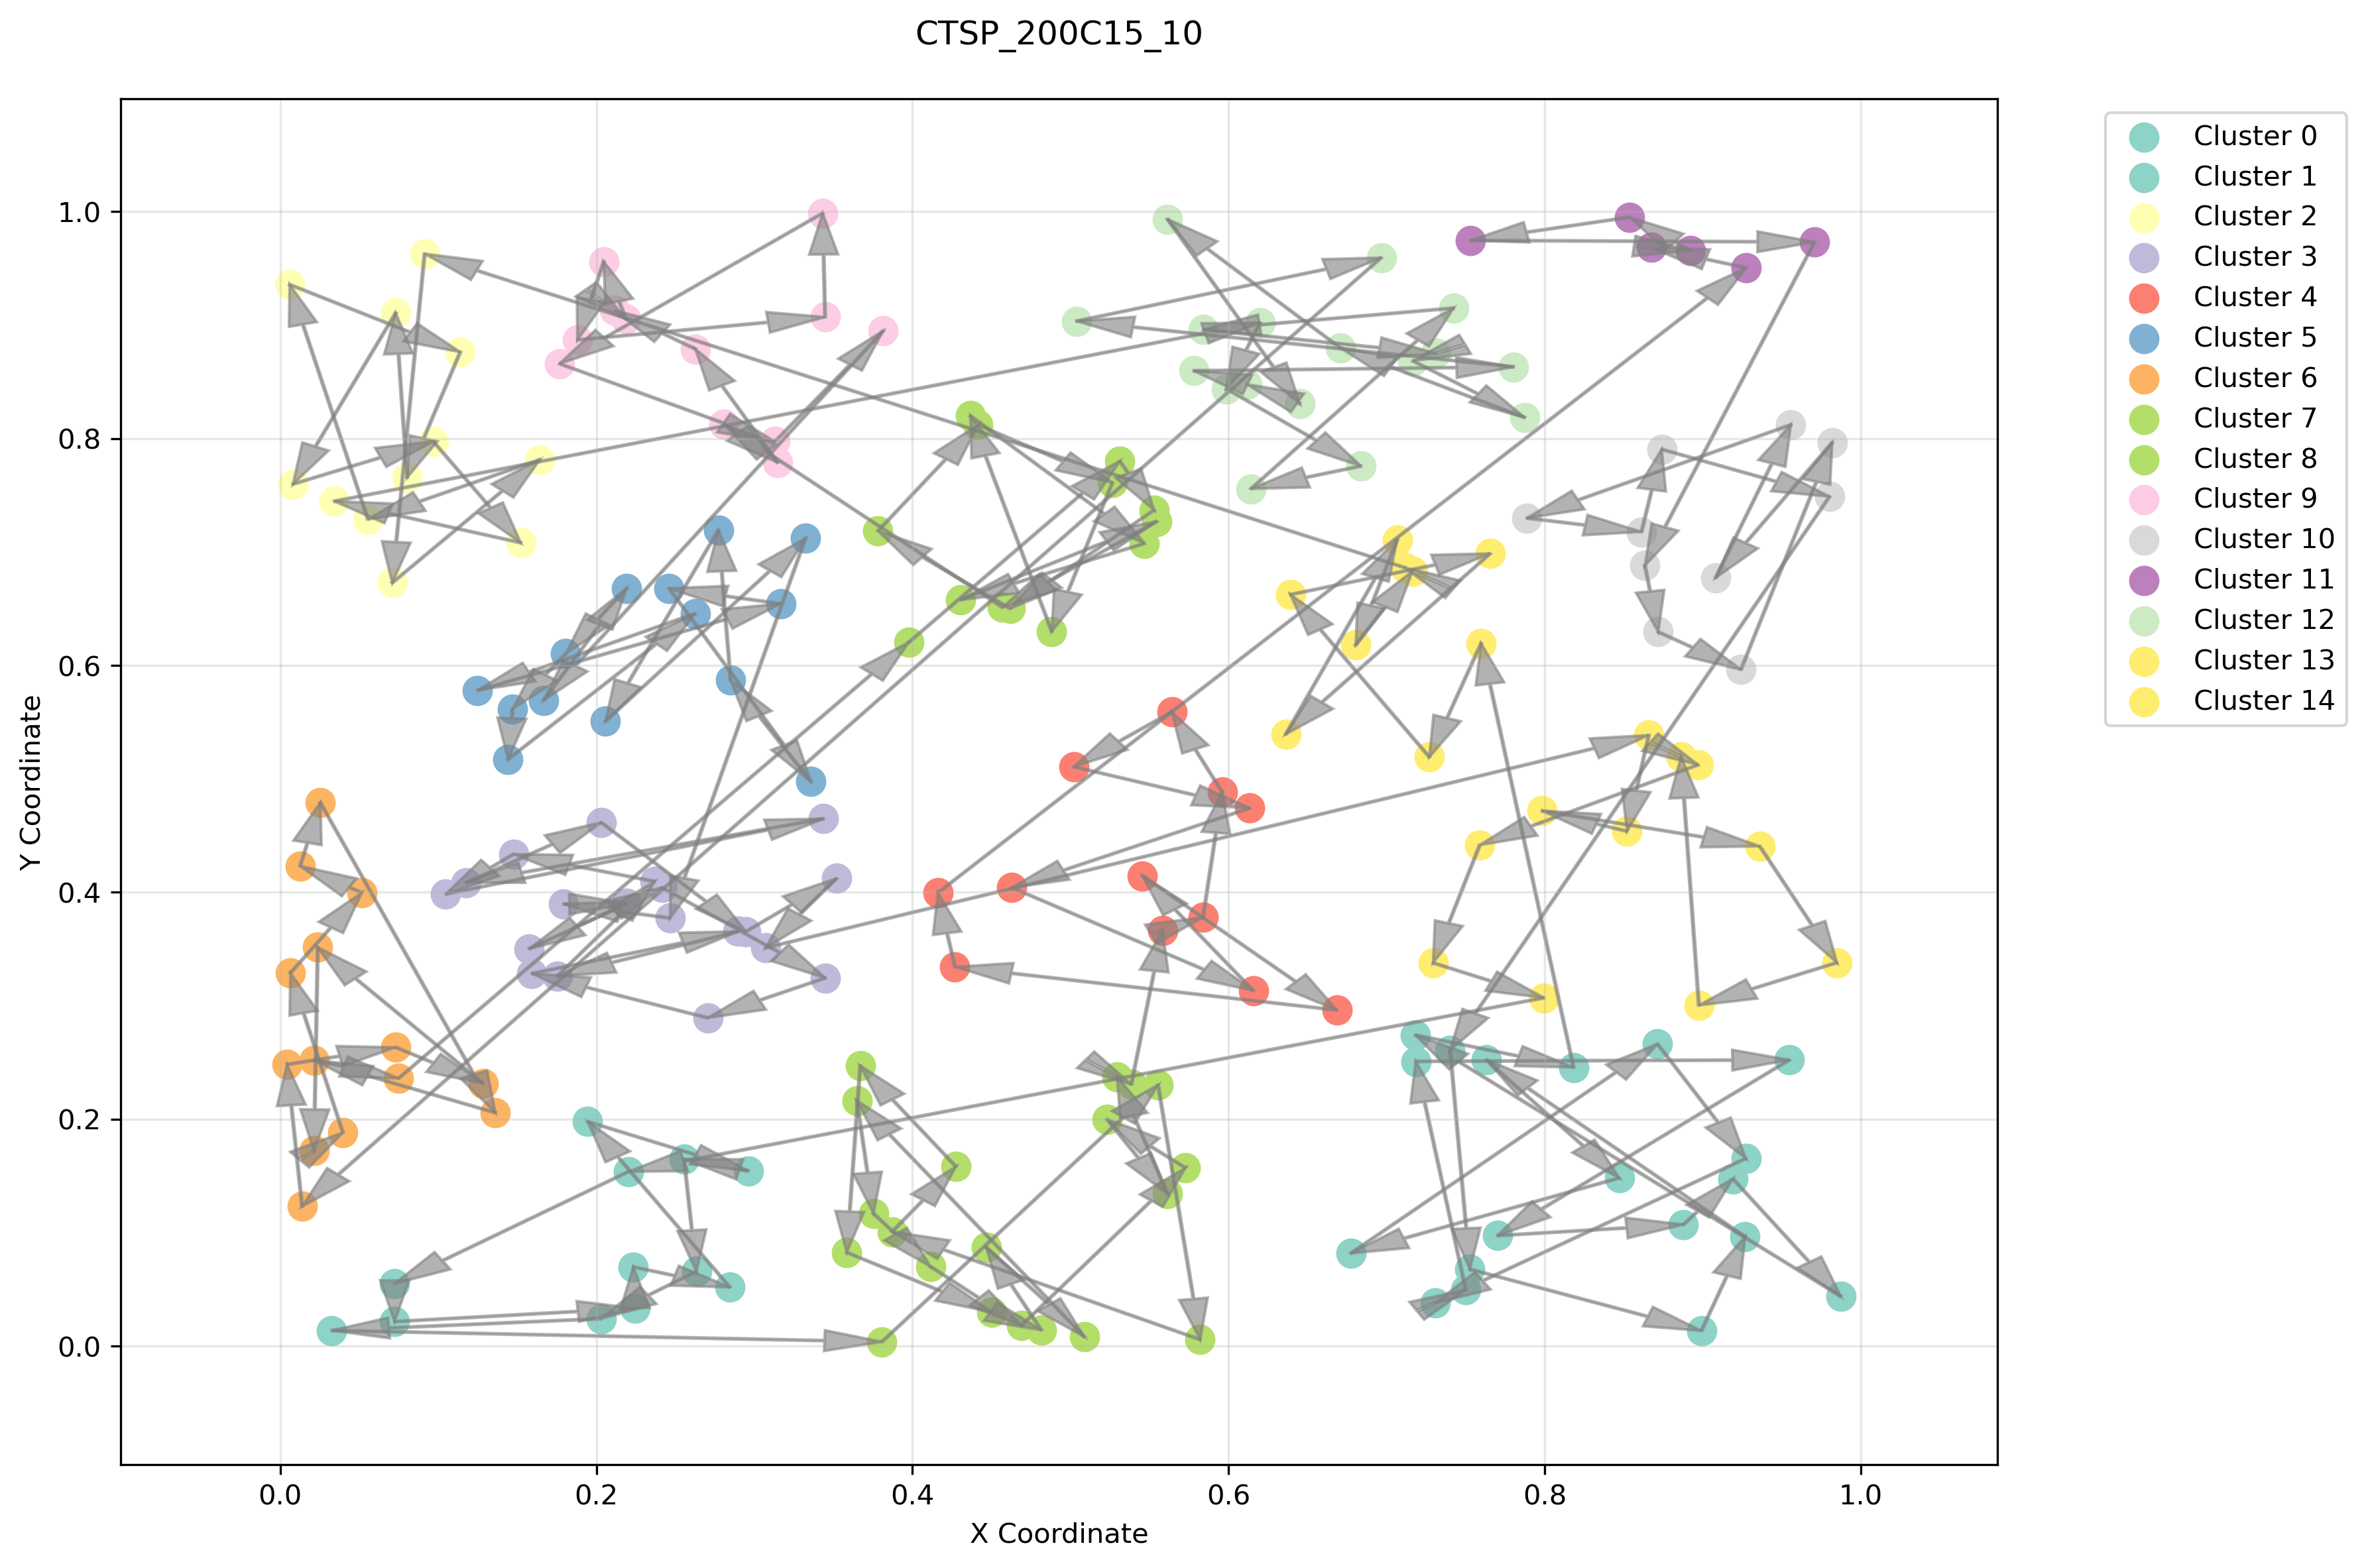 CTSP_200C15_10
Cluster 0
Cluster 1
Cluster 2
Cluster 3
Cluster 4
Cluster 5
Cluster 6
Cluster 7
Cluster 8
Cluster 9
Cluster 10
Cluster 11
Cluster 12
Cluster 13
Cluster 14
Y Coordinate
1.0
0.8
0.6
0.4
0.2
0.0
0.0 0.2 0.4 0.6 0.8 1.0
X Coordinate